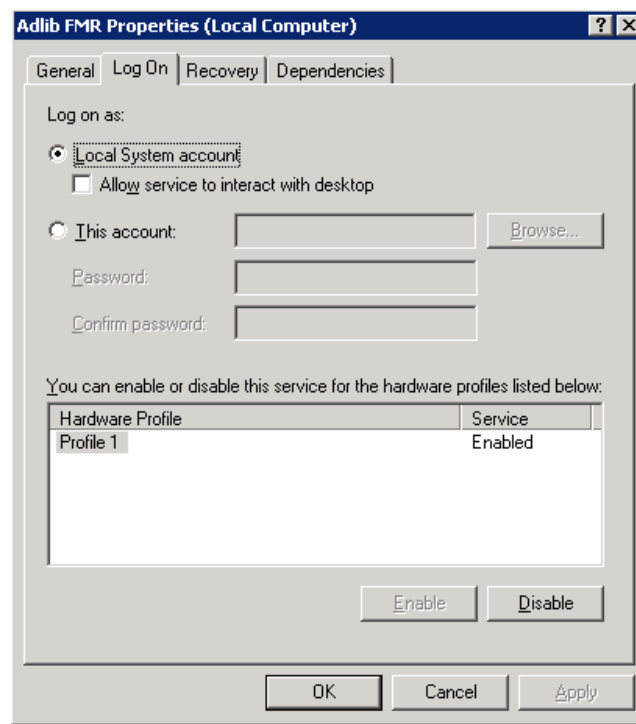 Adlib FMR Properties (Local Computer)
General Log On Recovery Dependencies
Log on as:
Local System account
Allow service to interact with desktop
This account: Browse...
Password:
Confirm password:
You can enable or disable this service for the hardware profiles listed below:
Hardware Profile Service
Profile 1 Enabled
Enable Disable
OK Cancel Apply